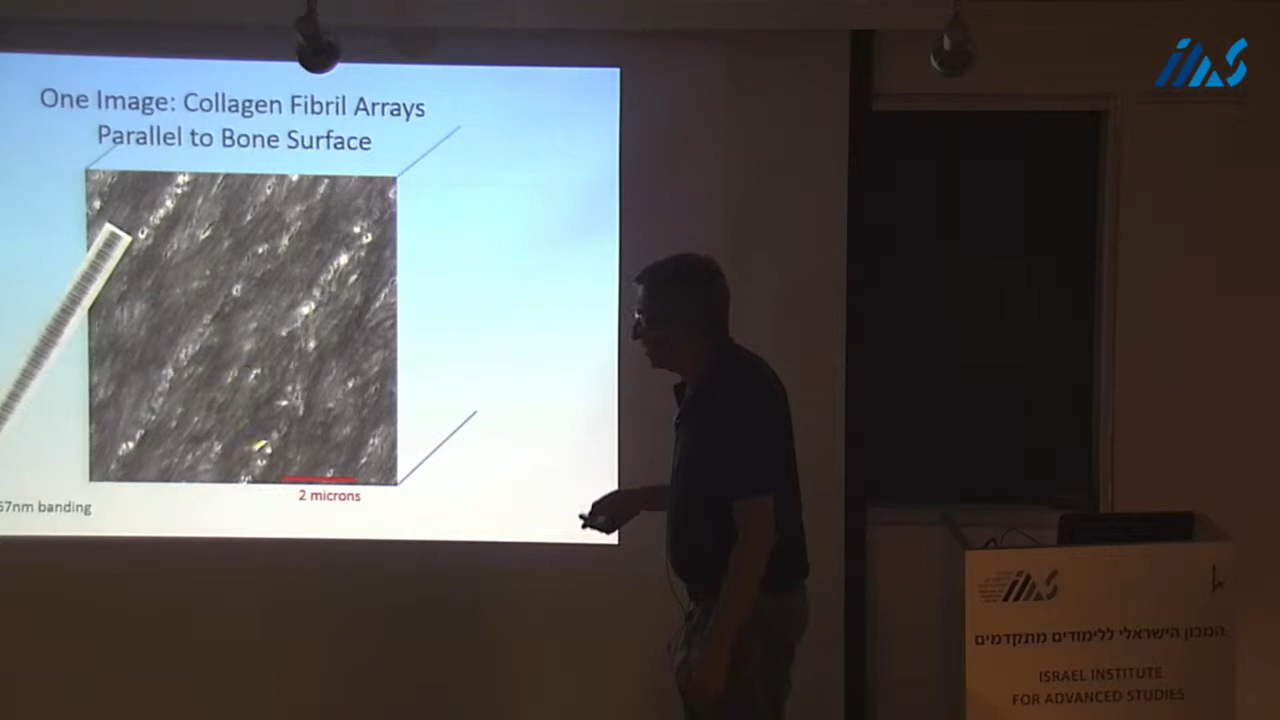 IIAS
One Image: Collagen Fibril Arrays
Parallel to Bone Surface
2 microns
67nm banding
IIAS
המכון הישראלי ללימודים מתקדמים
ISRAEL INSTITUTE
FOR ADVANCED STUDIES